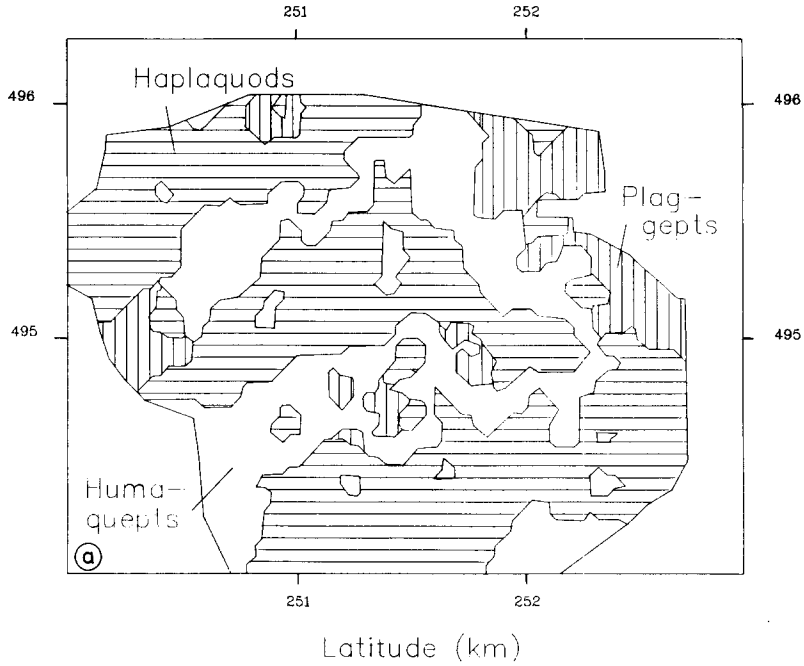 251 252
496 Haplaquods 496
Plag-
gepts
495 495
Huma-
quepts
a
251 252
Latitude (km)